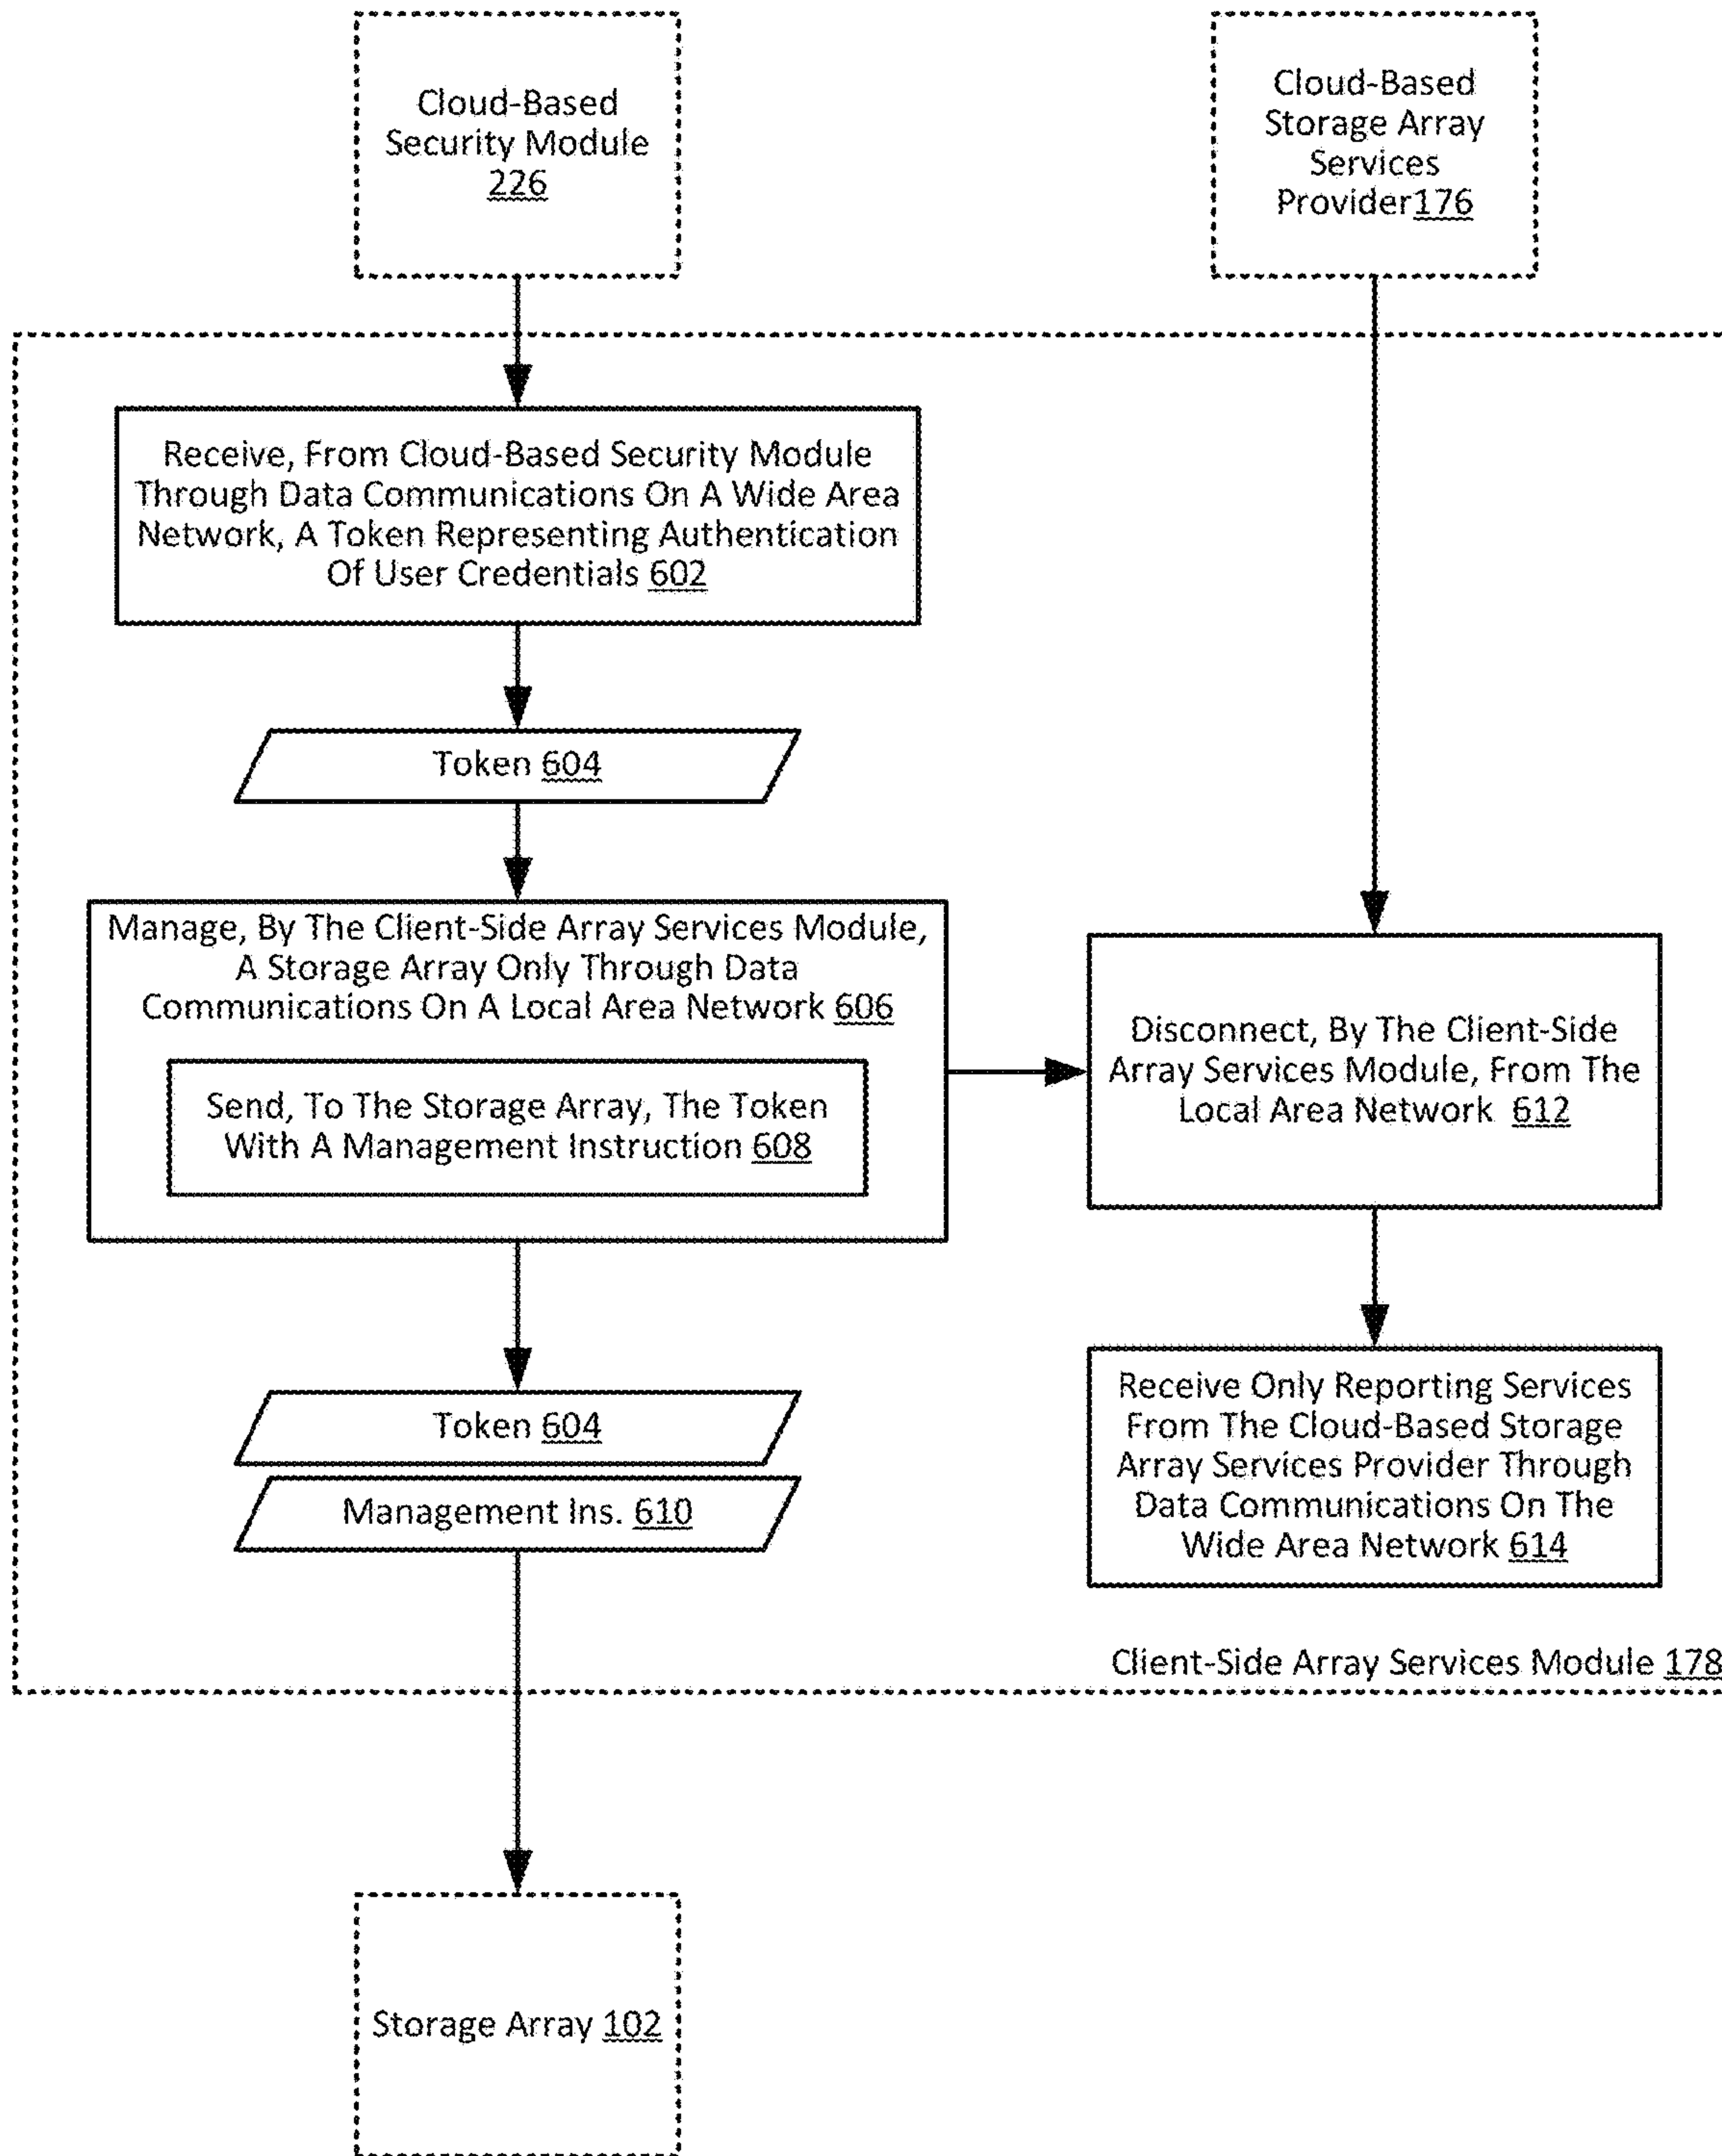 Cloud-Based
Security Module
226
Cloud-Based
Storage Array
Services
Provider176
Receive, From Cloud-Based Security Module
Through Data Communications On A Wide Area
Network, A Token Representing Authentication
Of User Credentials 602
Token 604
Manage, By The Client-Side Array Services Module,
A Storage Array Only Through Data
Communications On A Local Area Network 606
Send, To The Storage Array, The Token
With A Management Instruction 608
Disconnect, By The Client-Side
Array Services Module, From The
Local Area Network 612
Token 604
Management Ins. 610
Receive Only Reporting Services
From The Cloud-Based Storage
Array Services Provider Through
Data Communications On The
Wide Area Network 614
Client-Side Array Services Module 178
Storage Array 102